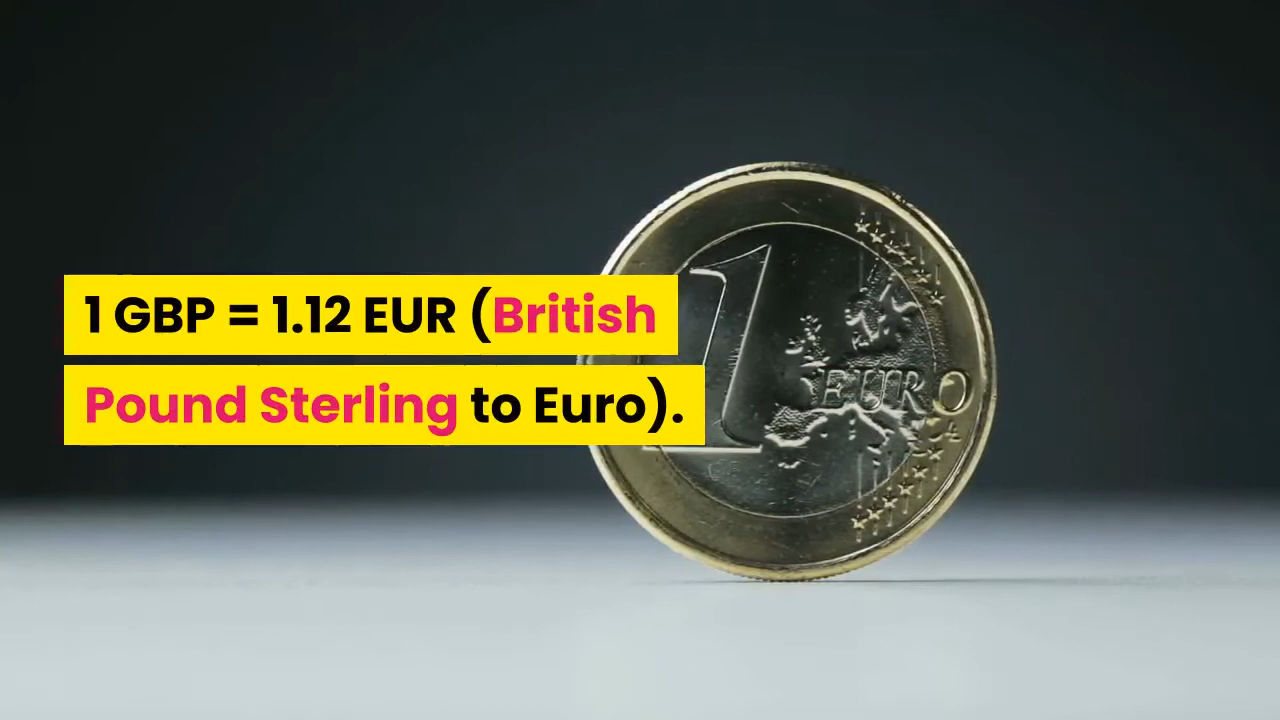 1 GBP = 1.12 EUR (British
Pound Sterling to Euro).
1 EURO